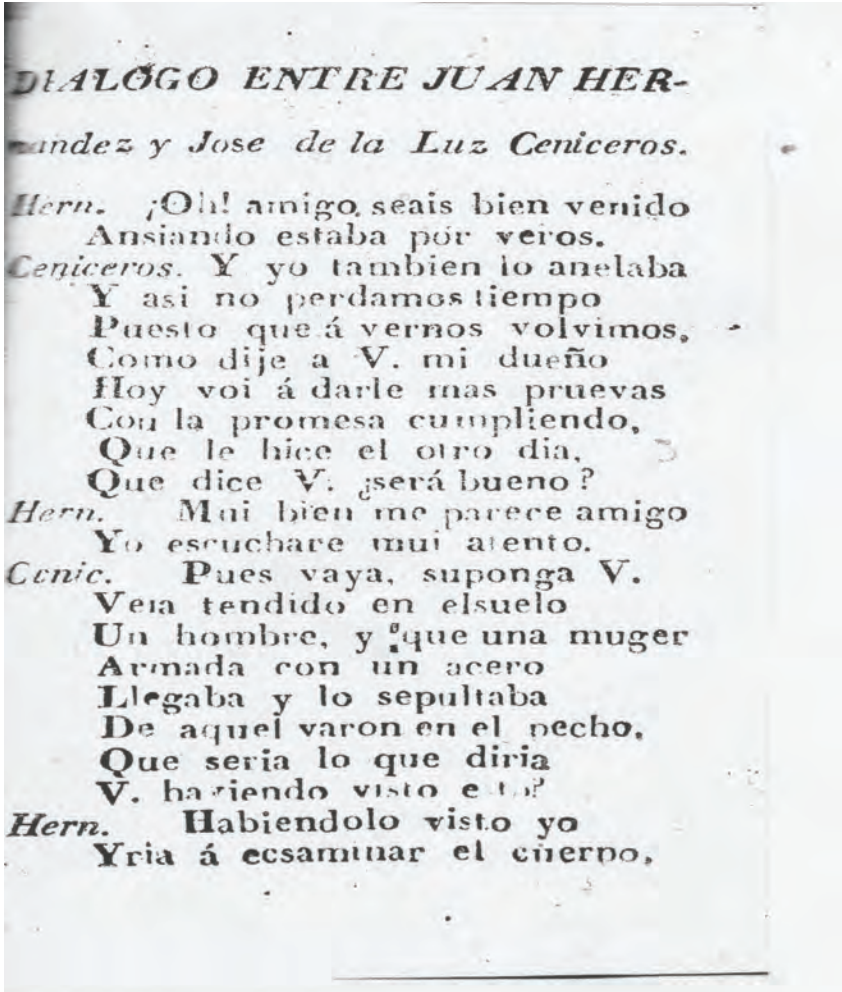 DIALOGO ENTRE JUAN HER-
nandez y Jose de la Luz Ceniceros.
Hern. ¡Oh! amigo, seais bien venido
Ansiando estaba por veros.
Ceniceros. Y yo tambien lo anelaba
Y asi no perdamos tiempo
Puesto que á vernos volvimos,
Como dije a V. mi dueño
Hoy voi á darle mas pruevas
Con la promesa cumpliendo,
Que le hice el otro dia,
Que dice V. ¿será bueno?
Hern. Mui bien me parece amigo
Yo escuchare mui atento.
Cenic. Pues vaya, suponga V.
Veia tendido en elsuelo
Un hombre, y que una muger
Armada con un acero
Llegaba y lo sepultaba
De aquel varon en el pecho,
Que seria lo que diria
V. haviendo visto esto?
Hern. Habiendolo visto yo
Yria á ecsaminar el cuerpo,